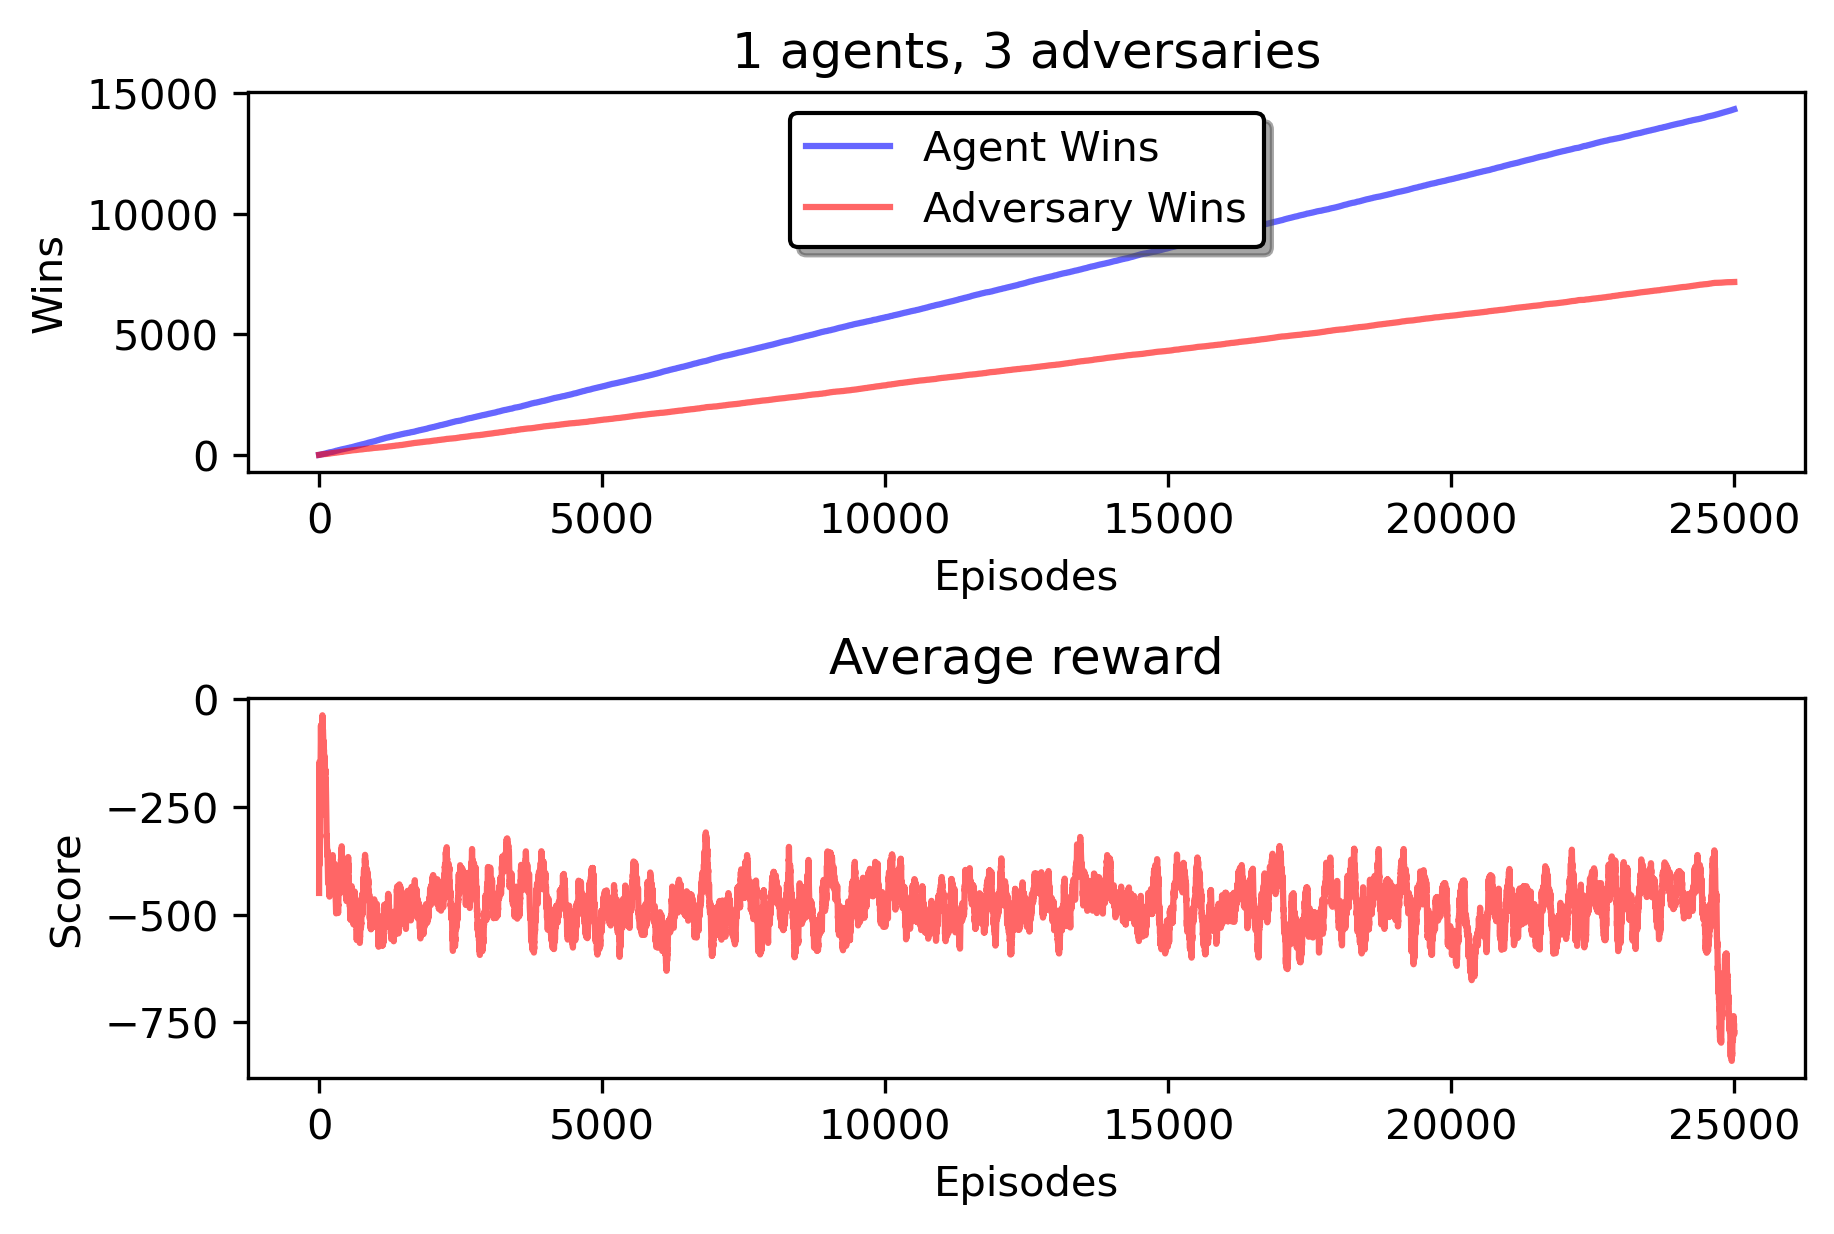 1 agents, 3 adversaries
15000
10000
5000
0
Wins
Agent Wins
Adversary Wins
0 5000 10000 15000 20000 25000
Episodes
Average reward
0
−250
−500
−750
Score
0 5000 10000 15000 20000 25000
Episodes